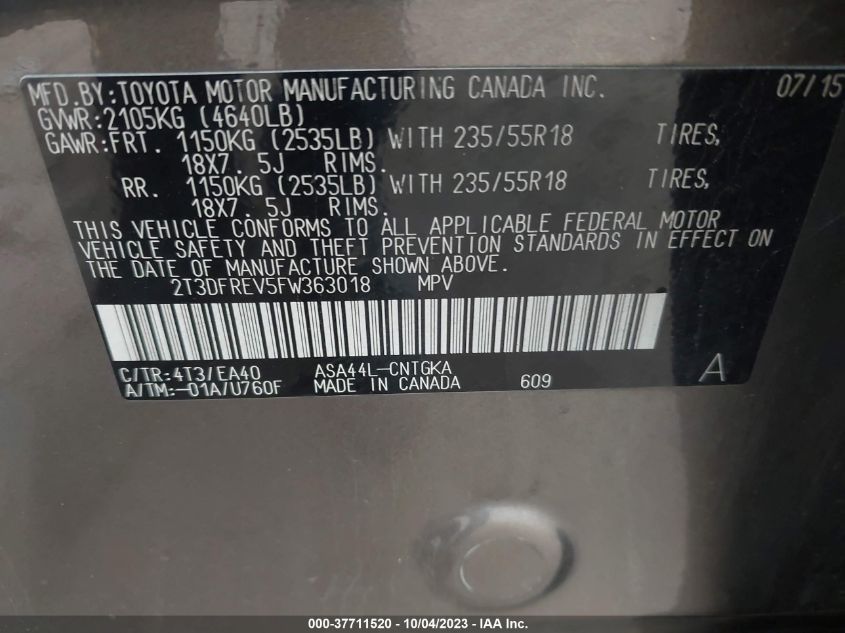 MFD.BY:TOYOTA MOTOR MANUFACTURING CANADA INC. 07/15
GVWR:2105KG (4640LB)
GAWR:FRT. 1150KG (2535LB) WITH 235/55R18 TIRES,
18X7.5J RIMS.
RR. 1150KG (2535LB) WITH 235/55R18 TIRES,
18X7.5J RIMS.
THIS VEHICLE CONFORMS TO ALL APPLICABLE FEDERAL MOTOR
VEHICLE SAFETY AND THEFT PREVENTION STANDARDS IN EFFECT ON
THE DATE OF MANUFACTURE SHOWN ABOVE.
2T3DFREV5FW363018 MPV
C/TR:4T3/EA40 ASA44L-CNTGKA
A/TM:-01A/U760F MADE IN CANADA 609 A
000-37711520 - 10/04/2023 - IAA Inc.